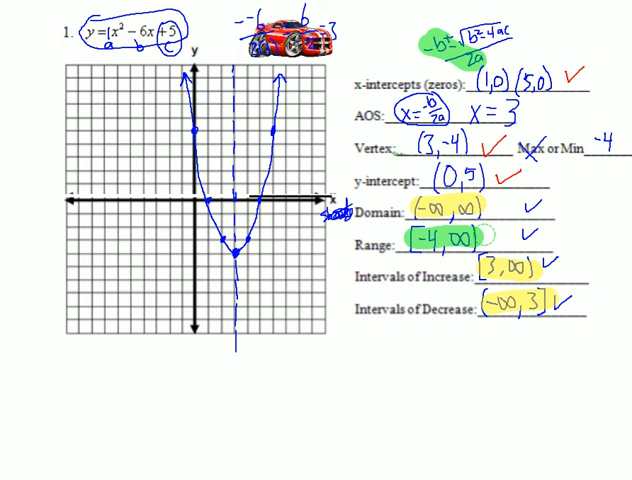 1. y = 1x² − 6x + 5
a b c
−−6 6 =3
−b ± √b² − 4ac
2a
y
x
x-intercepts (zeros): (1,0) (5,0) ✓
AOS: x = −b/2a x = 3
Vertex: (3,−4) ✓ Max or Min −4
y-intercept: (0,5) ✓
Domain: (−∞, ∞) ✓
Range: [−4, ∞) ✓
Intervals of Increase: [3, ∞) ✓
Intervals of Decrease: (−∞, 3] ✓